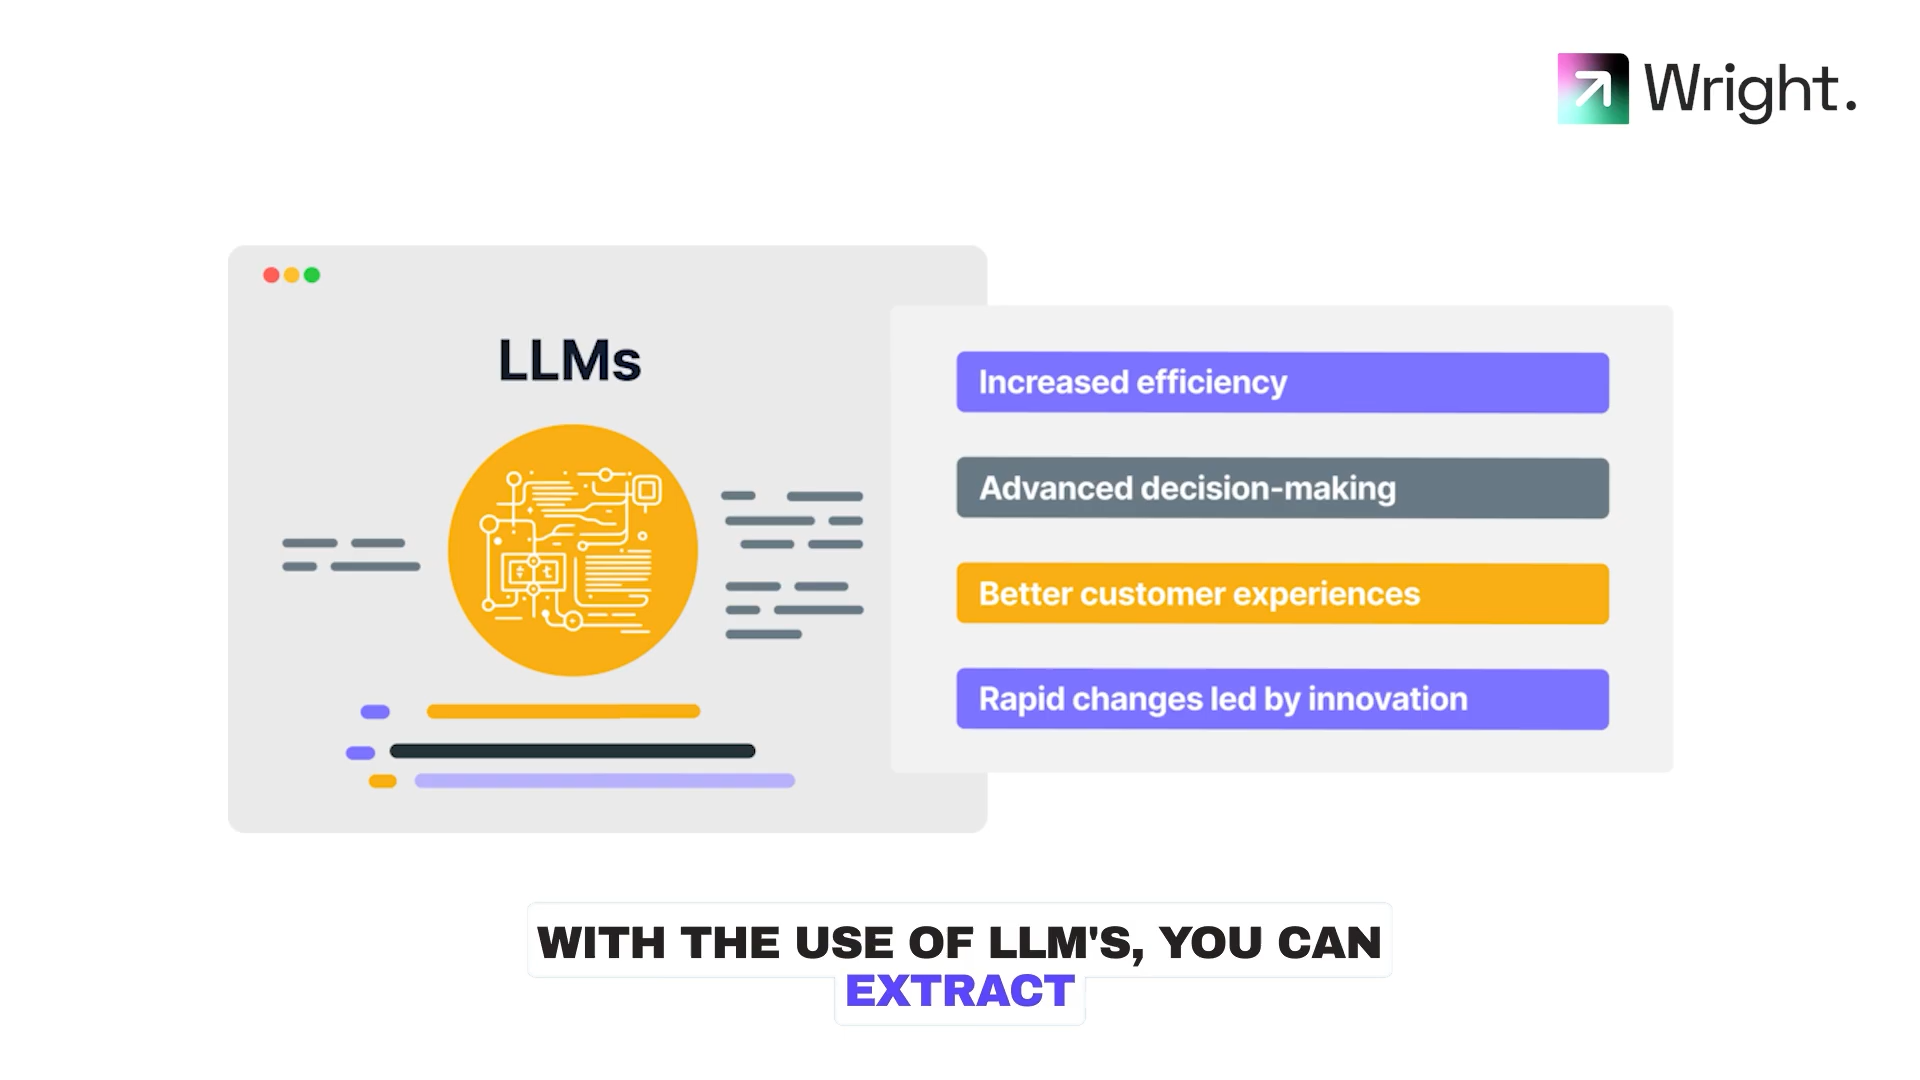 Wright.
LLMs
Increased efficiency
Advanced decision-making
Better customer experiences
Rapid changes led by innovation
WITH THE USE OF LLM'S, YOU CAN
EXTRACT